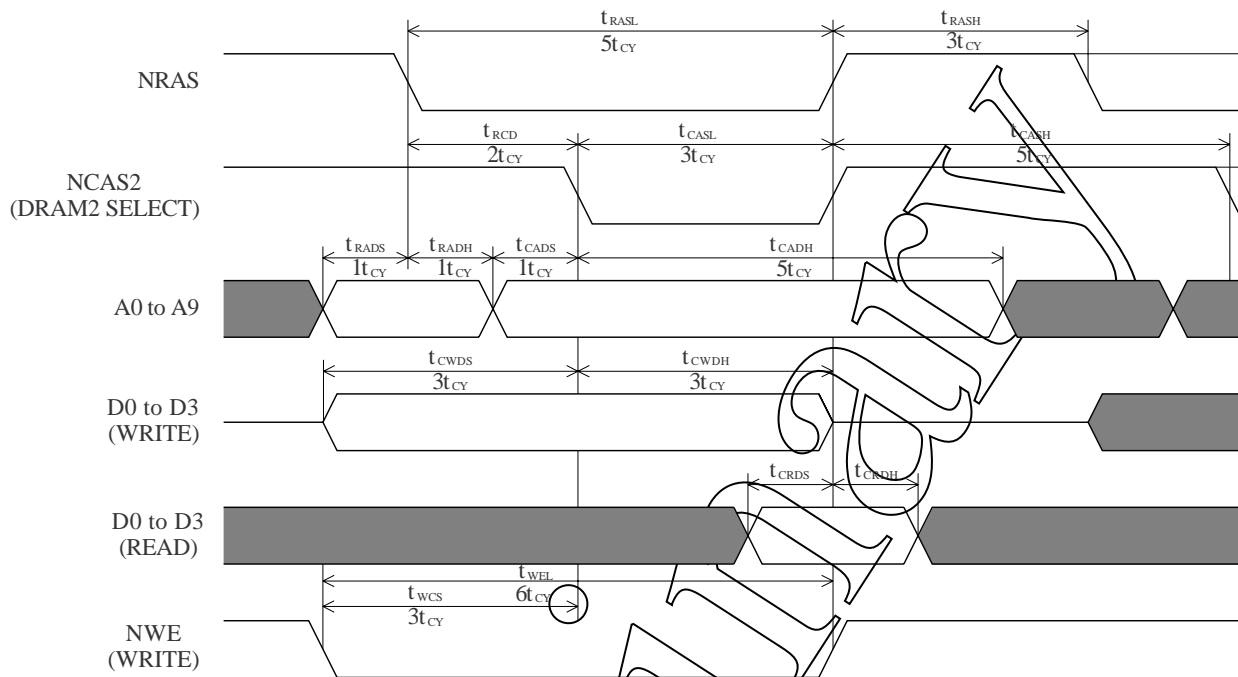 tRASL tRASH
5tCY 3tCY
NRAS
tRCD tCASL tCASH
2tCY 3tCY 5tCY
NCAS2
(DRAM2 SELECT)
tRADS tRADH tCADS tCADH
1tCY 1tCY 1tCY 5tCY
A0 to A9
tCWDS tCWDH
3tCY 3tCY
D0 to D3
(WRITE)
tCRDS tCRDH
D0 to D3
(READ)
tWEL
tWCS 6tCY
3tCY
NWE
(WRITE)